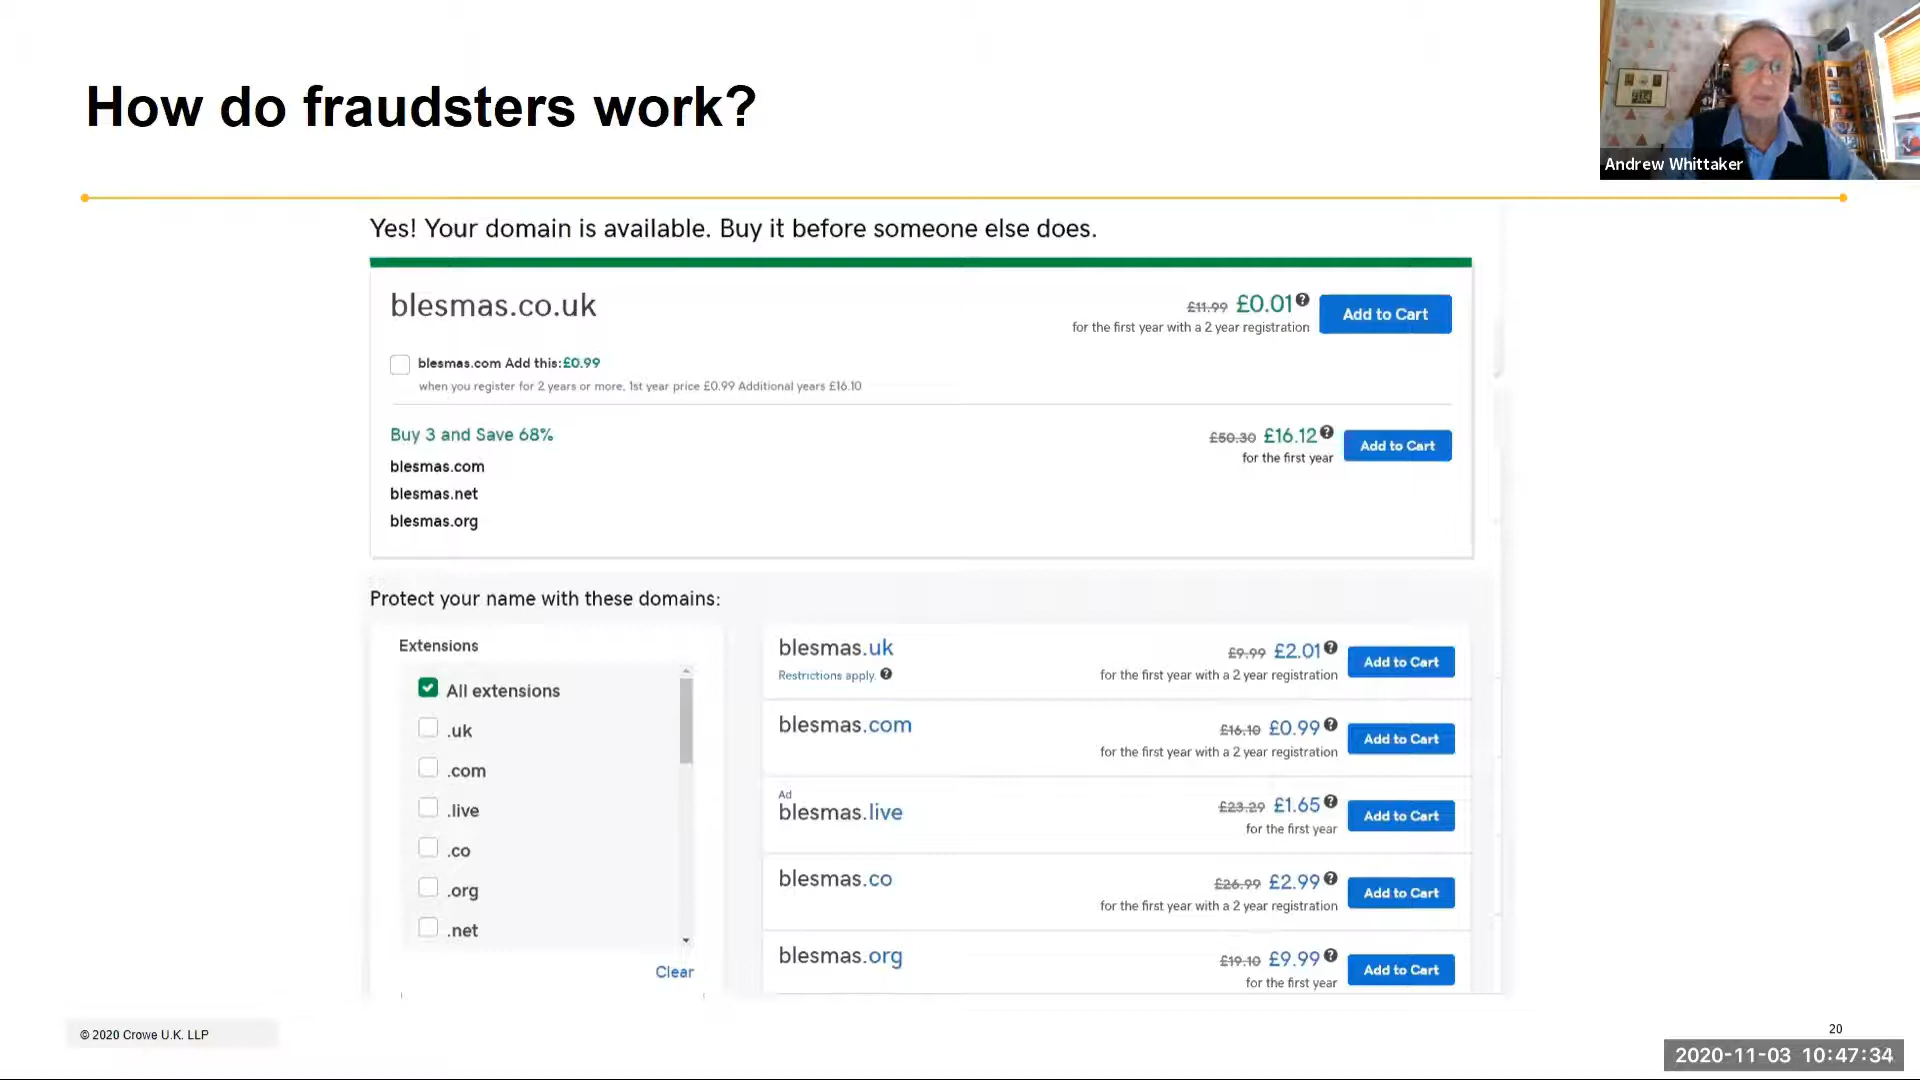 How do fraudsters work?
Andrew Whittaker
Yes! Your domain is available. Buy it before someone else does.
blesmas.co.uk
£11.99 £0.01
for the first year with a 2 year registration
Add to Cart
blesmas.com Add this:£0.99
when you register for 2 years or more, 1st year price £0.99 Additional years £16.10
Buy 3 and Save 68%
£50.30 £16.12
for the first year
Add to Cart
blesmas.com
blesmas.net
blesmas.org
Protect your name with these domains:
Extensions
All extensions
.uk
.com
.live
.co
.org
.net
Clear
blesmas.uk
Restrictions apply.
£9.99 £2.01
for the first year with a 2 year registration
Add to Cart
blesmas.com
£16.10 £0.99
for the first year with a 2 year registration
Add to Cart
Ad
blesmas.live
£23.29 £1.65
for the first year
Add to Cart
blesmas.co
£26.99 £2.99
for the first year with a 2 year registration
Add to Cart
blesmas.org
£19.10 £9.99
for the first year
Add to Cart
© 2020 Crowe U.K. LLP
20
2020-11-03 10:47:34